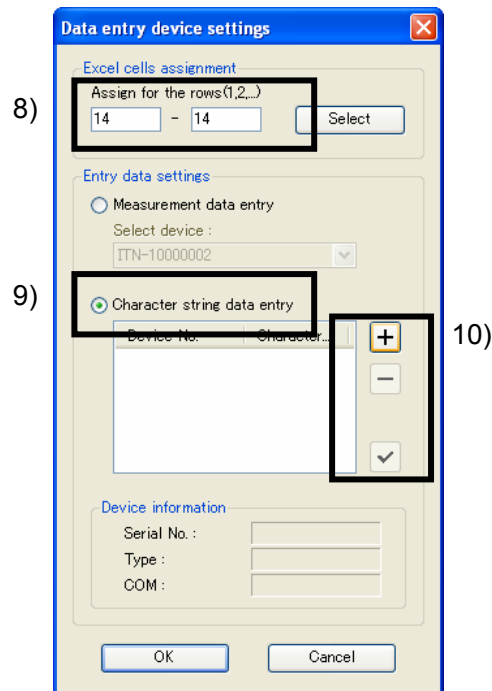 Data entry device settings
Excel cells assignment
Assign for the rows(1,2,..)
8)
14 - 14 Select
Entry data settings
Measurement data entry
Select device :
ITN-10000002
9)
Character string data entry
Device No. Character...
10)
Device information
Serial No. :
Type :
COM :
OK Cancel